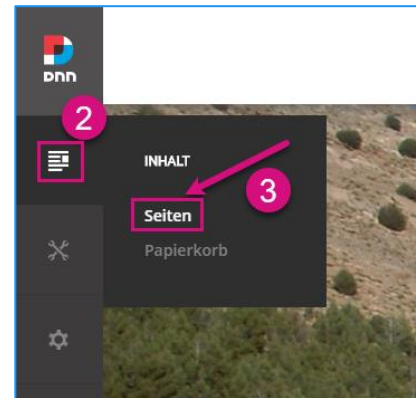 DNN
2
INHALT
3
Seiten
Papierkorb